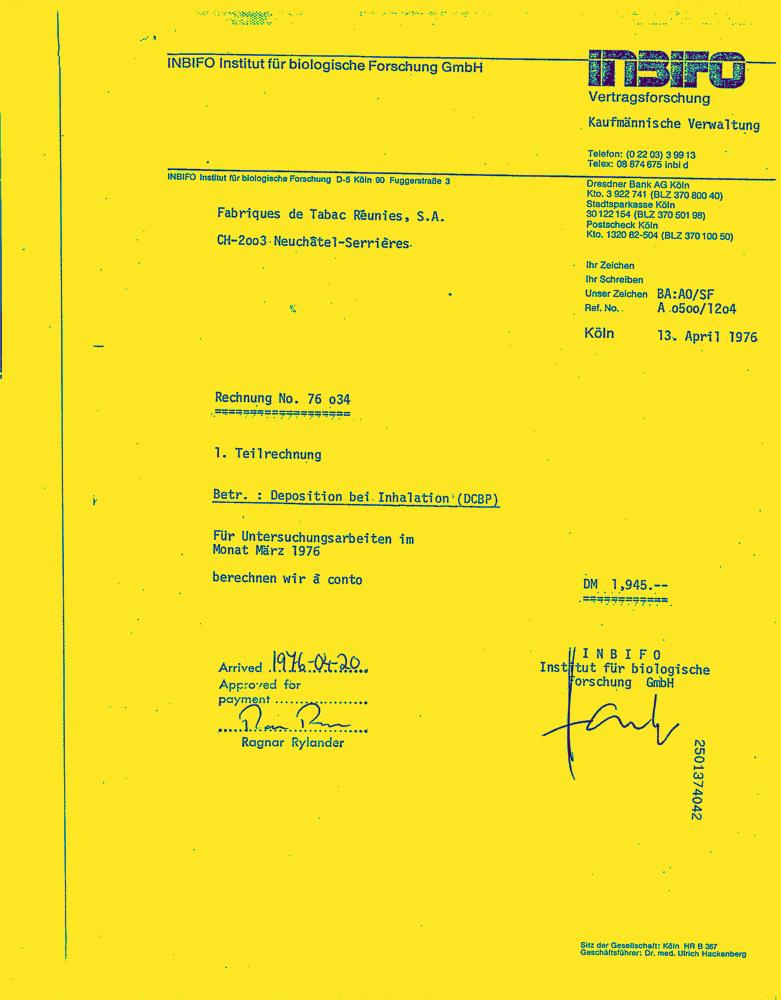 INBIFO Institut für biologische Forschung GmbH
INBIFO
Vertragsforschung
Kaufmännische Verwaltung
Telefon: (0 22 03) 3 99 13
Telex: 08 874 675 inbi d
INBIFO Institut für biologische Forschung D-5 Köln 90 Fuggerstraße 3
Dresdner Bank AG Köln
Kto. 3 922 741 (BLZ 370 800 40)
Stadtsparkasse Köln
30 122 154 (BLZ 370 501 98)
Postscheck Köln
Kto. 1320 82-504 (BLZ 370 100 50)
Fabriques de Tabac Réunies, S.A.
CH-2oo3 Neuchâtel-Serrières
Ihr Zeichen
Ihr Schreiben
Unser Zeichen BA:AO/SF
Ref. No. A o5oo/12o4
Köln 13. April 1976
Rechnung No. 76 o34
===================
1. Teilrechnung
Betr. : Deposition bei Inhalation (DCBP)
Für Untersuchungsarbeiten im
Monat März 1976
berechnen wir à conto DM 1,945.--
============
Arrived 1976-04-20
Approved for
payment ..................
Ragnar Rylander
I N B I F O
Institut für biologische
Forschung GmbH
2501374042
Sitz der Gesellschaft: Köln HR B 367
Geschäftsführer: Dr. med. Ulrich Hackenberg